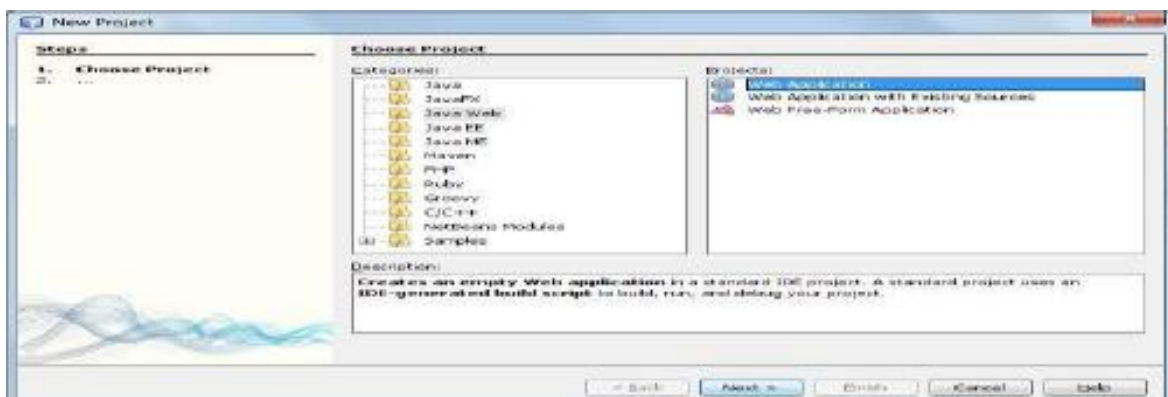 New Project
Steps
1. Choose Project
2. ...
Choose Project
Categories:
Java
JavaFX
Java Web
Java EE
Java ME
Maven
PHP
Ruby
Groovy
C/C++
NetBeans Modules
Samples
Projects:
Web Application
Web Application with Existing Sources
Web Free-Form Application
Description:
Creates an empty Web application in a standard IDE project. A standard project uses an
IDE-generated build script to build, run, and debug your project.
< Back
Next >
Finish
Cancel
Help